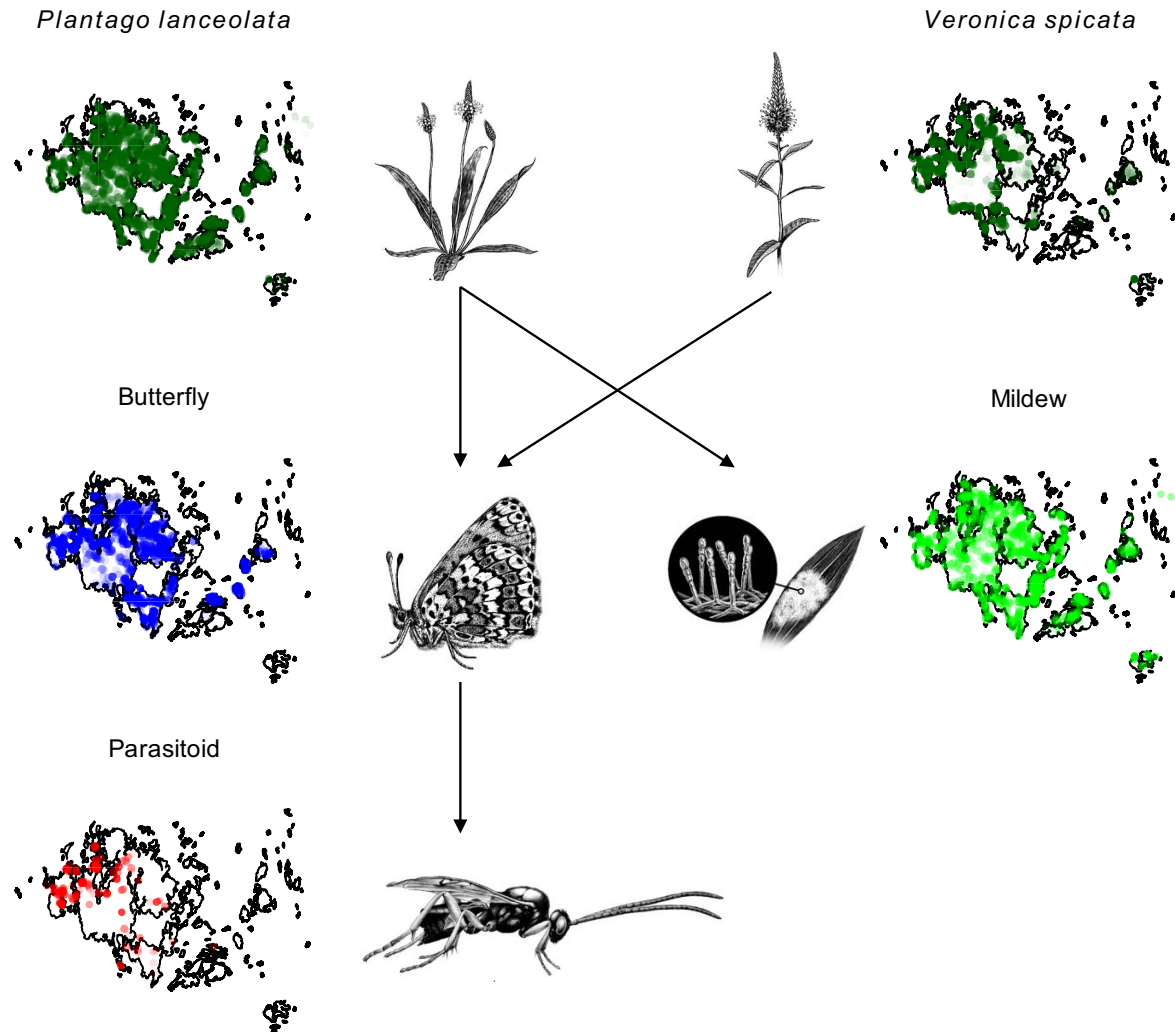 Plantago lanceolata
Veronica spicata
Butterfly
Mildew
Parasitoid